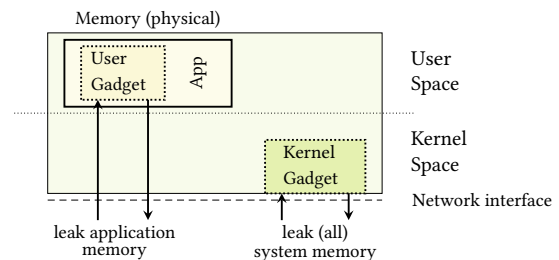 Memory (physical)
User
Gadget
App
User
Space
Kernel
Gadget
Kernel
Space
Network interface
leak application
memory
leak (all)
system memory